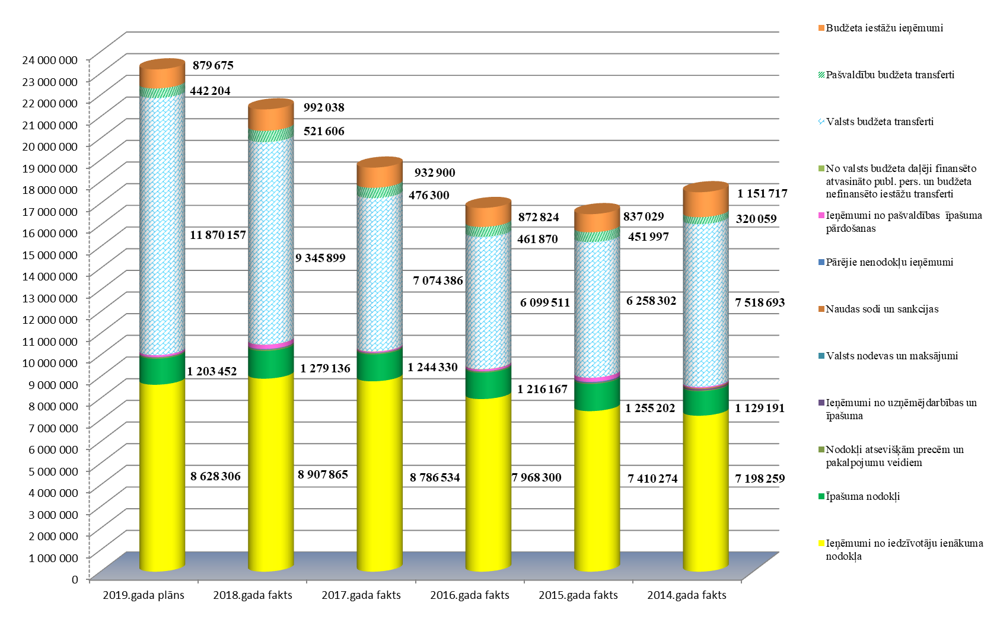 24 000 000
23 000 000
22 000 000
21 000 000
20 000 000
19 000 000
18 000 000
17 000 000
16 000 000
15 000 000
14 000 000
13 000 000
12 000 000
11 000 000
10 000 000
9 000 000
8 000 000
7 000 000
6 000 000
5 000 000
4 000 000
3 000 000
2 000 000
1 000 000
0
879 675
442 204
11 870 157
1 203 452
8 628 306
992 038
521 606
9 345 899
1 279 136
8 907 865
932 900
476 300
7 074 386
1 244 330
8 786 534
872 824
461 870
6 099 511
1 216 167
7 968 300
837 029
451 997
6 258 302
1 255 202
7 410 274
1 151 717
320 059
7 518 693
1 129 191
7 198 259
2019.gada plāns
2018.gada fakts
2017.gada fakts
2016.gada fakts
2015.gada fakts
2014.gada fakts
Budžeta iestāžu ieņēmumi
Pašvaldību budžeta transferti
Valsts budžeta transferti
No valsts budžeta daļēji finansēto
atvasināto publ. pers. un budžeta
nefinansēto iestāžu transferti
Ieņēmumi no pašvaldības īpašuma
pārdošanas
Pārējie nenodokļu ieņēmumi
Naudas sodi un sankcijas
Valsts nodevas un maksājumi
Ieņēmumi no uzņēmējdarbības un
īpašuma
Nodokļi atsevišķām precēm un
pakalpojumu veidiem
Īpašuma nodokļi
Ieņēmumi no iedzīvotāju ienākuma
nodokļa